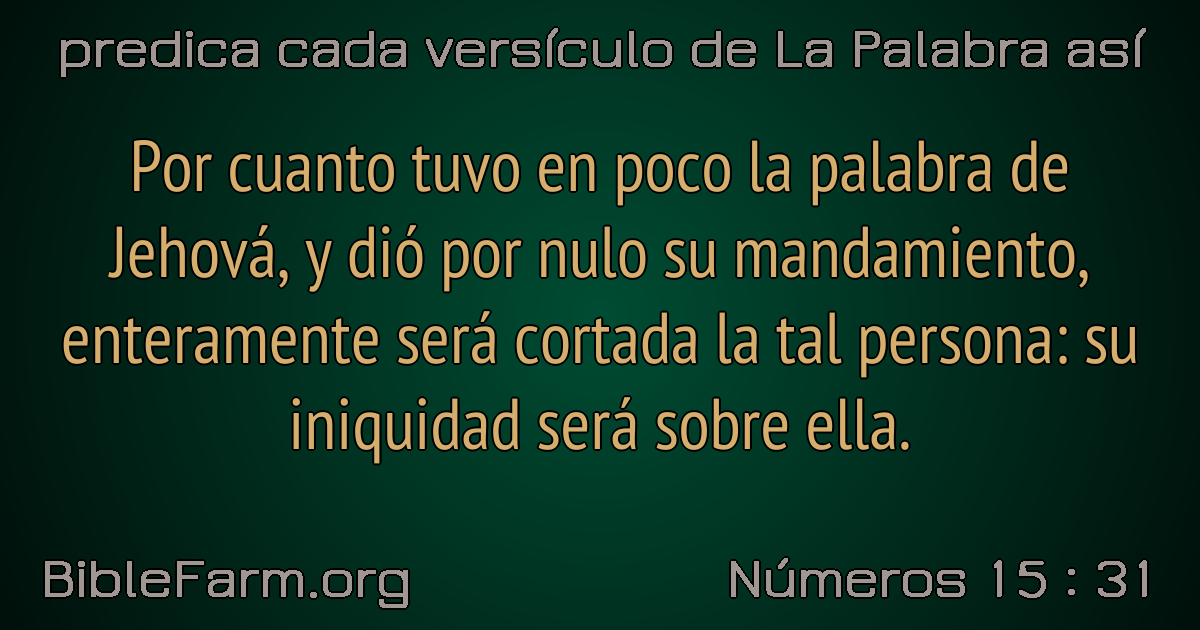 predica cada versículo de La Palabra así
Por cuanto tuvo en poco la palabra de
Jehová, y dió por nulo su mandamiento,
enteramente será cortada la tal persona: su
iniquidad será sobre ella.
BibleFarm.org
Números 15 : 31